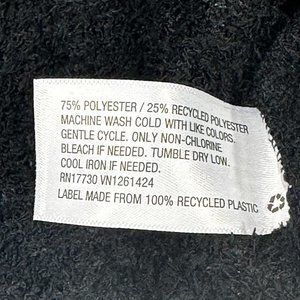 75% POLYESTER / 25% RECYCLED POLYESTER
MACHINE WASH COLD WITH LIKE COLORS.
GENTLE CYCLE. ONLY NON-CHLORINE
BLEACH IF NEEDED. TUMBLE DRY LOW.
COOL IRON IF NEEDED.
RN17730 VN1261424
LABEL MADE FROM 100% RECYCLED PLASTIC